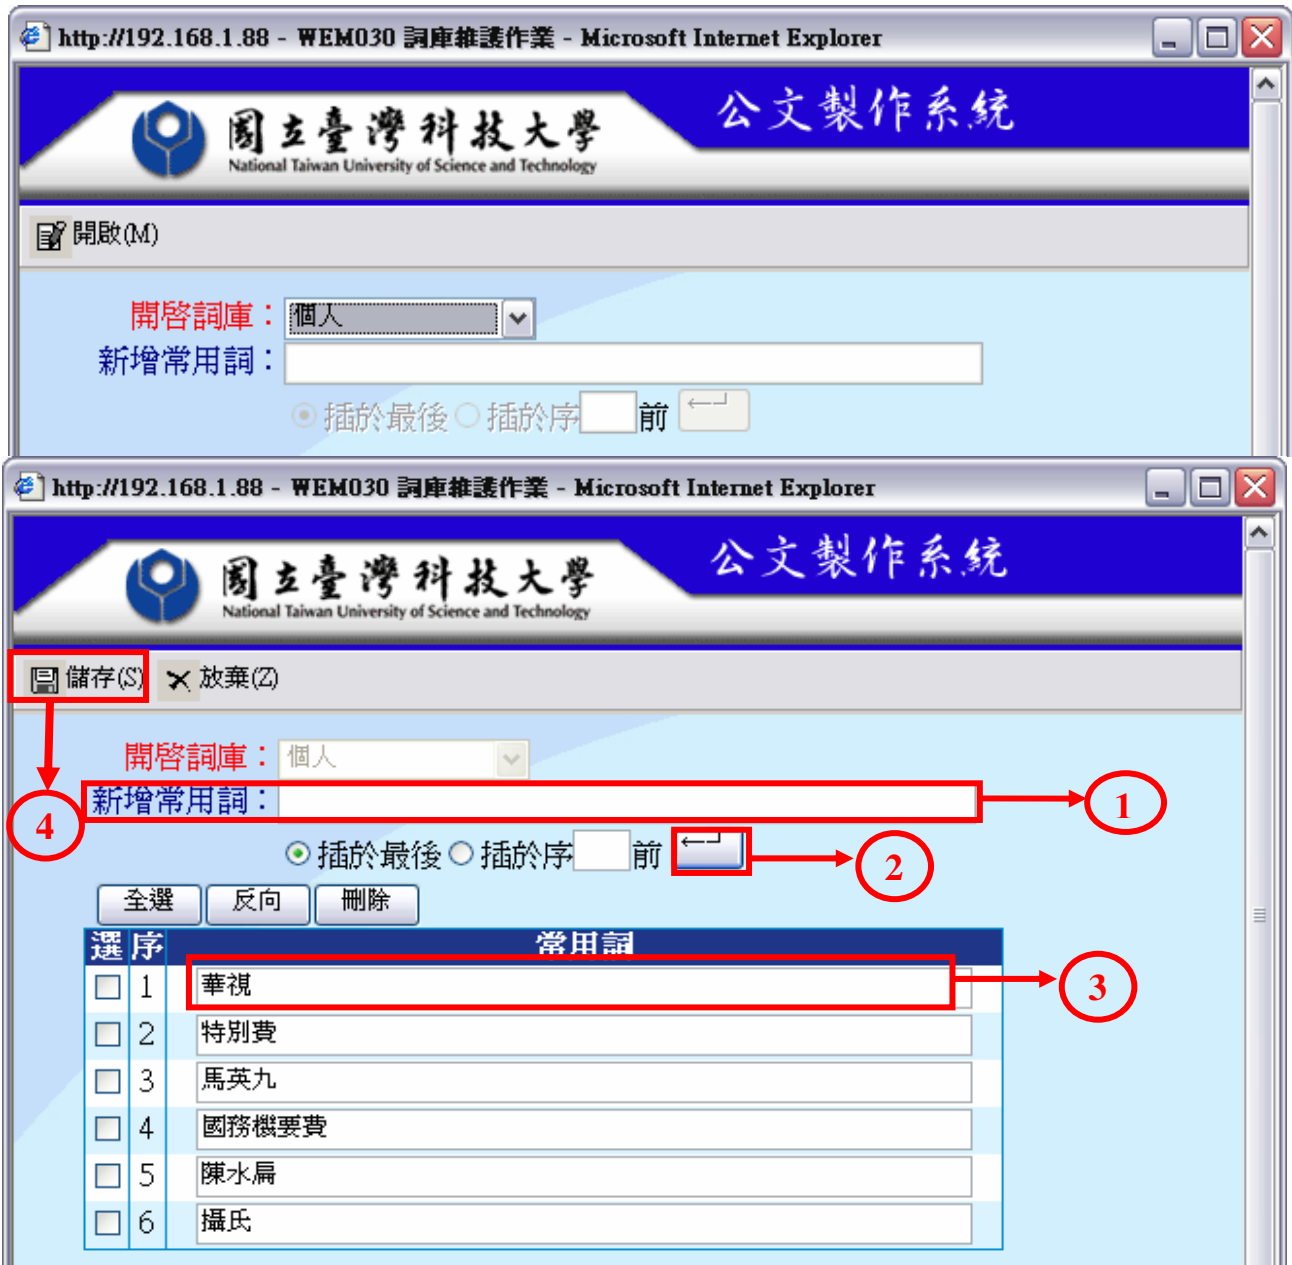 http://192.168.1.88 - WEM030 詞庫維護作業 - Microsoft Internet Explorer
國立臺灣科技大學 公文製作系統
National Taiwan University of Science and Technology
開啟(M)
開啓詞庫： 個人
新增常用詞：
插於最後 插於序 前 ←┘
http://192.168.1.88 - WEM030 詞庫維護作業 - Microsoft Internet Explorer
國立臺灣科技大學 公文製作系統
National Taiwan University of Science and Technology
儲存(S) 放棄(Z)
開啓詞庫： 個人
新增常用詞： 1
4
插於最後 插於序 前 ←┘ 2
全選 反向 刪除
選 序 常用詞
1 華視 3
2 特別費
3 馬英九
4 國務機要費
5 陳水扁
6 攝氏